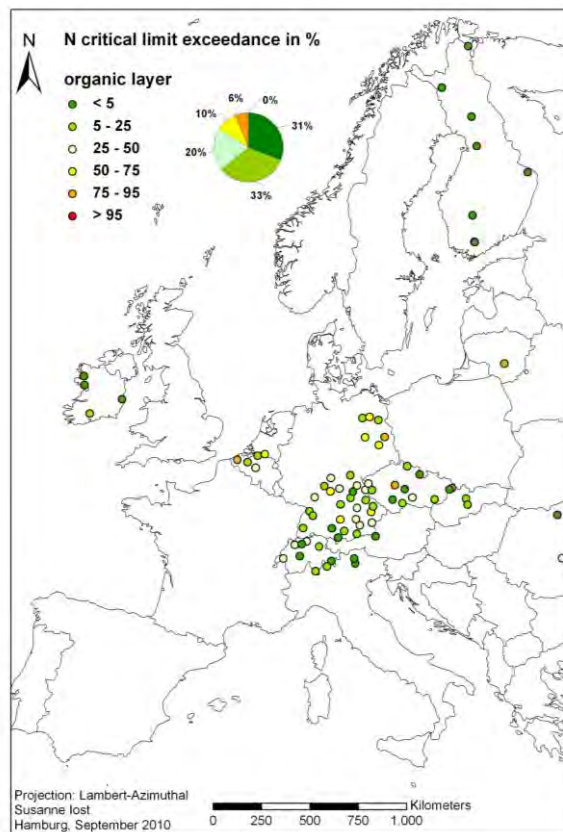 N
N critical limit exceedance in %
organic layer
< 5
5 - 25
25 - 50
50 - 75
75 - 95
> 95
6%
0%
10%
31%
20%
33%
Projection: Lambert-Azimuthal
Susanne Iost
Hamburg, September 2010
Kilometers
0 250 500 750 1.000